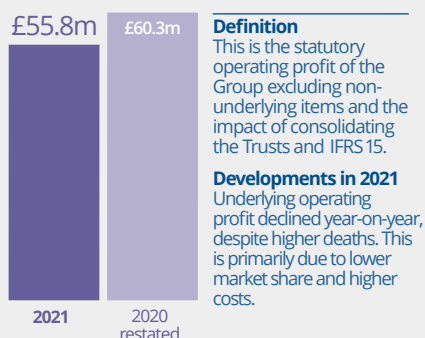 £55.8m
£60.3m
2021
2020
restated
Definition
This is the statutory
operating profit of the
Group excluding non-
underlying items and the
impact of consolidating
the Trusts and IFRS 15.
Developments in 2021
Underlying operating
profit declined year-on-year,
despite higher deaths. This
is primarily due to lower
market share and higher
costs.